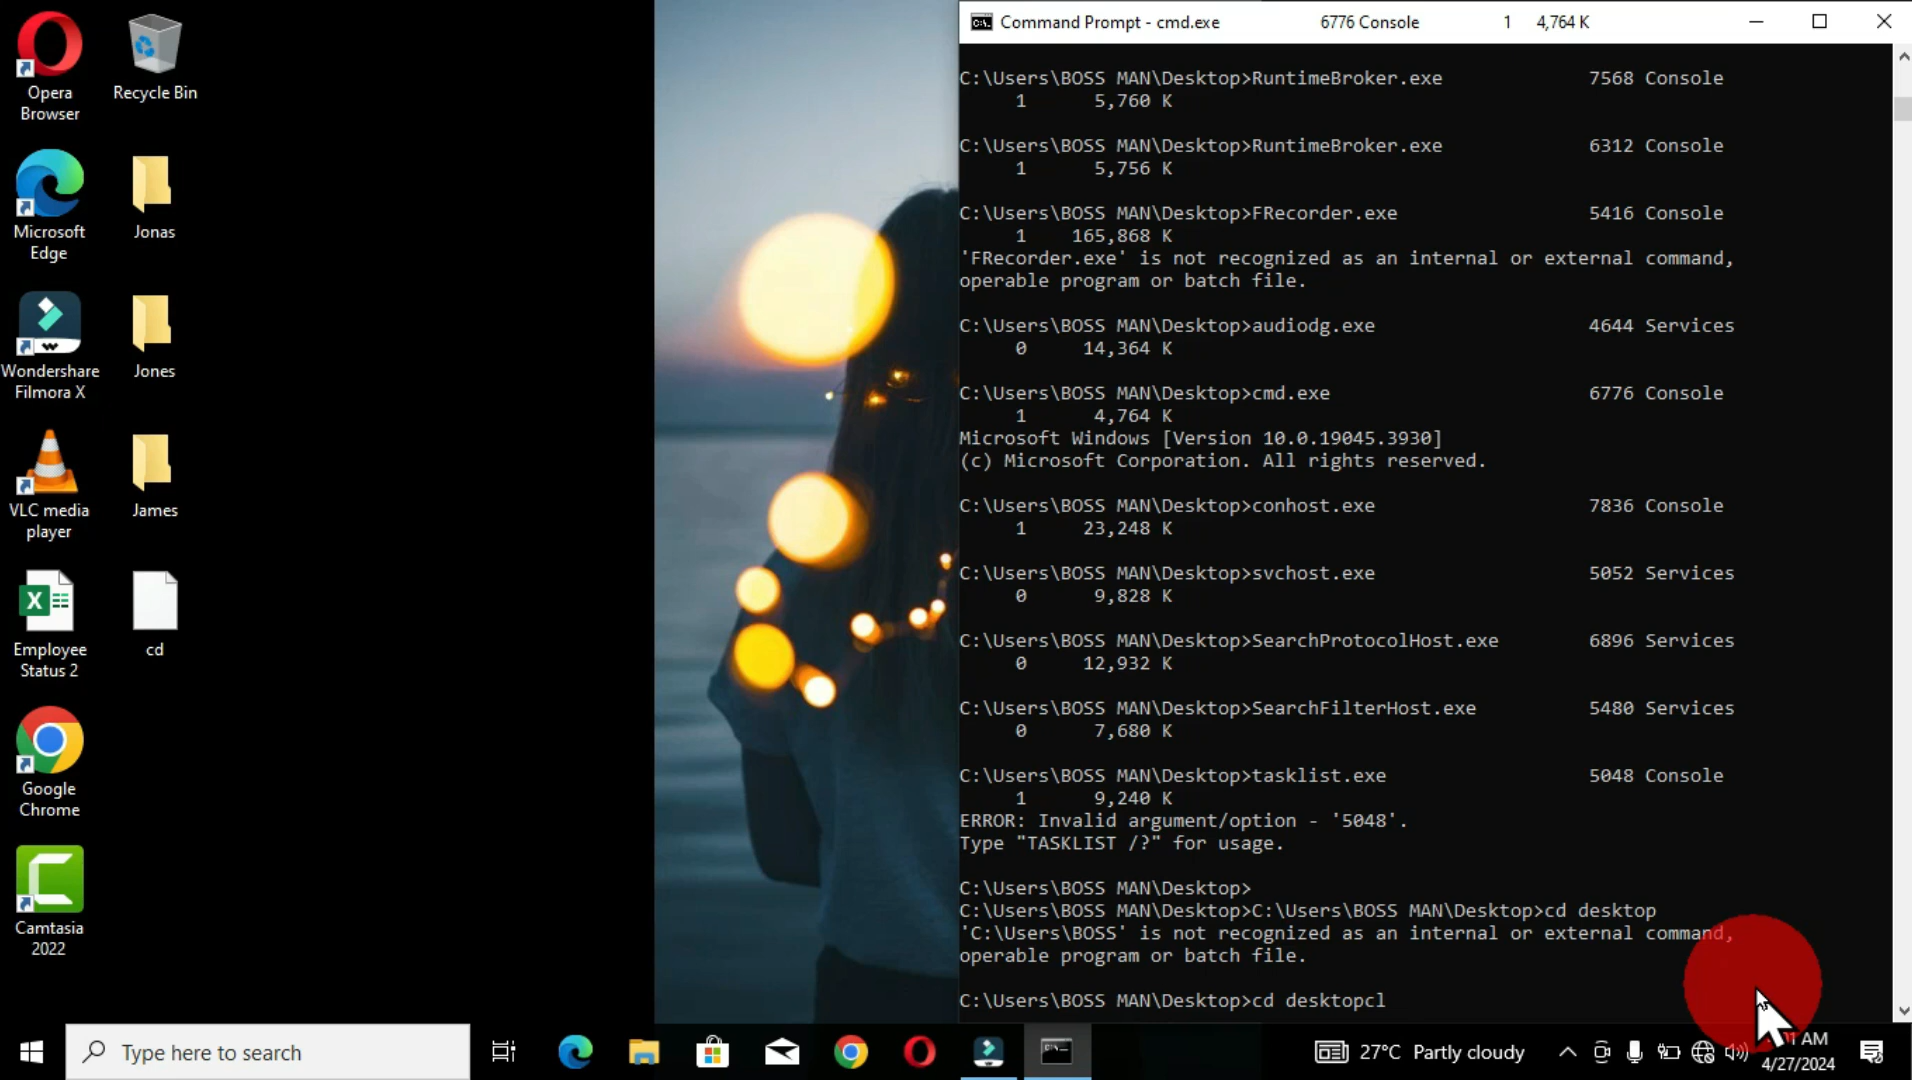 Opera
Browser
Recycle Bin
Microsoft
Edge
Jonas
Wondershare
Filmora X
Jones
VLC media
player
James
Employee
Status 2
cd
Google
Chrome
Camtasia
2022
Command Prompt - cmd.exe 6776 Console 1 4,764 K
C:\Users\BOSS MAN\Desktop>RuntimeBroker.exe 7568 Console
1 5,760 K
C:\Users\BOSS MAN\Desktop>RuntimeBroker.exe 6312 Console
1 5,756 K
C:\Users\BOSS MAN\Desktop>FRecorder.exe 5416 Console
1 165,868 K
'FRecorder.exe' is not recognized as an internal or external command,
operable program or batch file.
C:\Users\BOSS MAN\Desktop>audiodg.exe 4644 Services
0 14,364 K
C:\Users\BOSS MAN\Desktop>cmd.exe 6776 Console
1 4,764 K
Microsoft Windows [Version 10.0.19045.3930]
(c) Microsoft Corporation. All rights reserved.
C:\Users\BOSS MAN\Desktop>conhost.exe 7836 Console
1 23,248 K
C:\Users\BOSS MAN\Desktop>svchost.exe 5052 Services
0 9,828 K
C:\Users\BOSS MAN\Desktop>SearchProtocolHost.exe 6896 Services
0 12,932 K
C:\Users\BOSS MAN\Desktop>SearchFilterHost.exe 5480 Services
0 7,680 K
C:\Users\BOSS MAN\Desktop>tasklist.exe 5048 Console
1 9,240 K
ERROR: Invalid argument/option - '5048'.
Type "TASKLIST /?" for usage.
C:\Users\BOSS MAN\Desktop>
C:\Users\BOSS MAN\Desktop>C:\Users\BOSS MAN\Desktop>cd desktop
'C:\Users\BOSS' is not recognized as an internal or external command,
operable program or batch file.
C:\Users\BOSS MAN\Desktop>cd desktopcl
Type here to search
27°C Partly cloudy
AM
4/27/2024